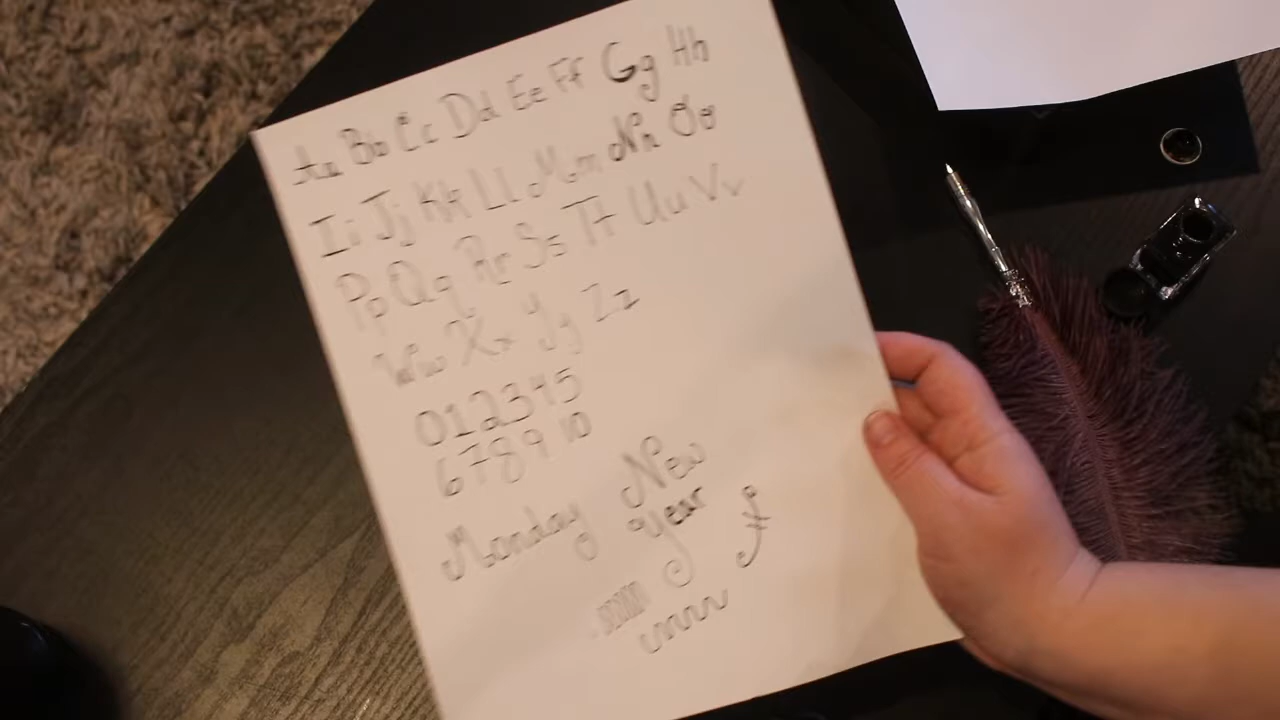 Aa Bb Cc Dd Ee Ff Gg Hh
Ii Jj Kk Ll Mm Nn Oo
Pp Qq Rr Ss Tt Uu Vv
Ww Xx Yy Zz
012345
678910
Monday New
year